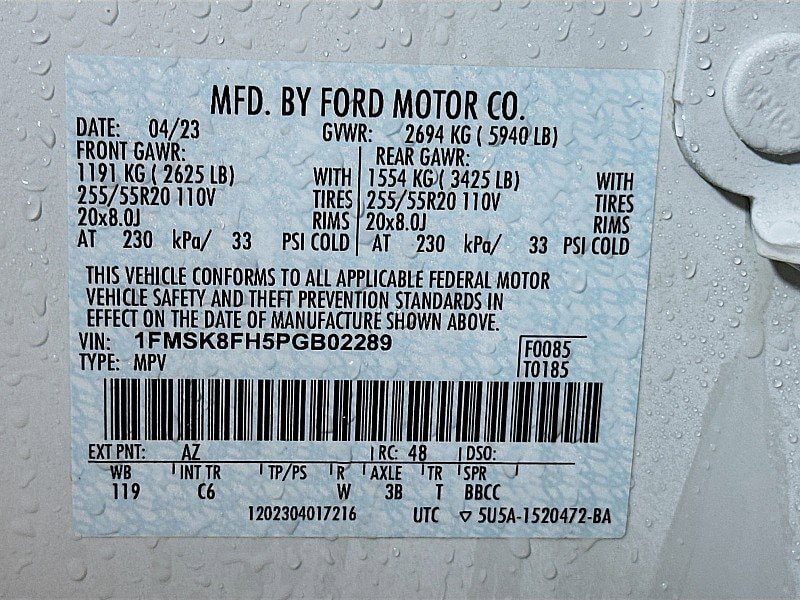 MFD. BY FORD MOTOR CO.
DATE: 04/23 GVWR: 2694 KG ( 5940 LB)
FRONT GAWR: REAR GAWR:
1191 KG ( 2625 LB) WITH 1554 KG ( 3425 LB) WITH
255/55R20 110V TIRES 255/55R20 110V TIRES
20x8.0J RIMS 20x8.0J RIMS
AT 230 kPa/ 33 PSI COLD AT 230 kPa/ 33 PSI COLD
THIS VEHICLE CONFORMS TO ALL APPLICABLE FEDERAL MOTOR
VEHICLE SAFETY AND THEFT PREVENTION STANDARDS IN
EFFECT ON THE DATE OF MANUFACTURE SHOWN ABOVE.
VIN: 1FMSK8FH5PGB02289 F0085
TYPE: MPV T0185
EXT PNT: AZ RC: 48 DSO:
WB INT TR TP/PS R AXLE TR SPR
119 C6 W 3B T BBCC
1202304017216 UTC ▽ 5U5A-1520472-BA